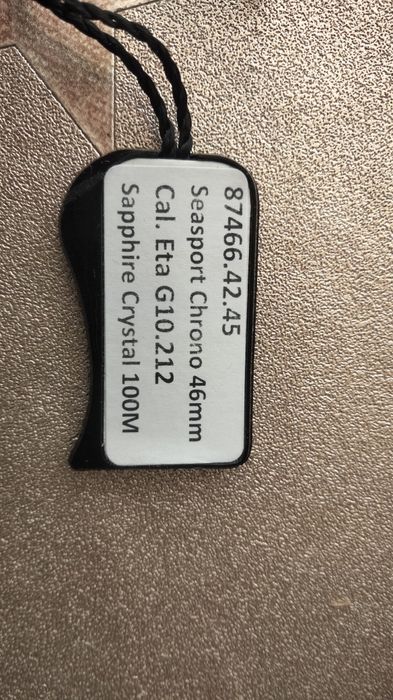 87466.42.45
Seasport Chrono 46mm
Cal. Eta G10.212
Sapphire Crystal 100M